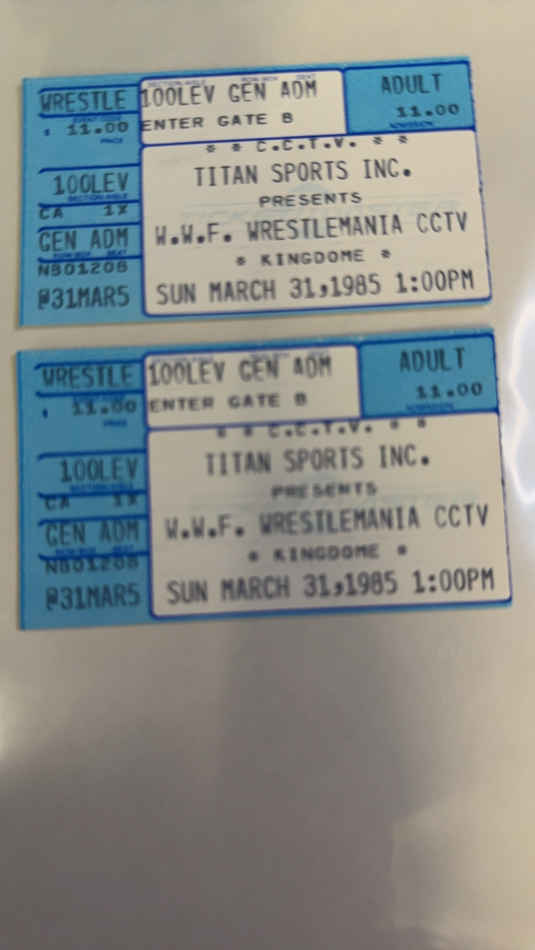 WRESTLE
11.00
100LEV
CA 1X
GEN ADM
NB01206
@31MAR5
100LEV GEN ADM
ENTER GATE B
ADULT
11.00
* * C.C.T.V. * *
TITAN SPORTS INC.
PRESENTS
W.W.F. WRESTLEMANIA CCTV
* KINGDOME *
SUN MARCH 31,1985 1:00PM
WRESTLE
11.00
100LEV
CA 1X
GEN ADM
NB01206
@31MAR5
100LEV GEN ADM
ENTER GATE B
ADULT
11.00
* * C.C.T.V. * *
TITAN SPORTS INC.
PRESENTS
W.W.F. WRESTLEMANIA CCTV
* KINGDOME *
SUN MARCH 31,1985 1:00PM